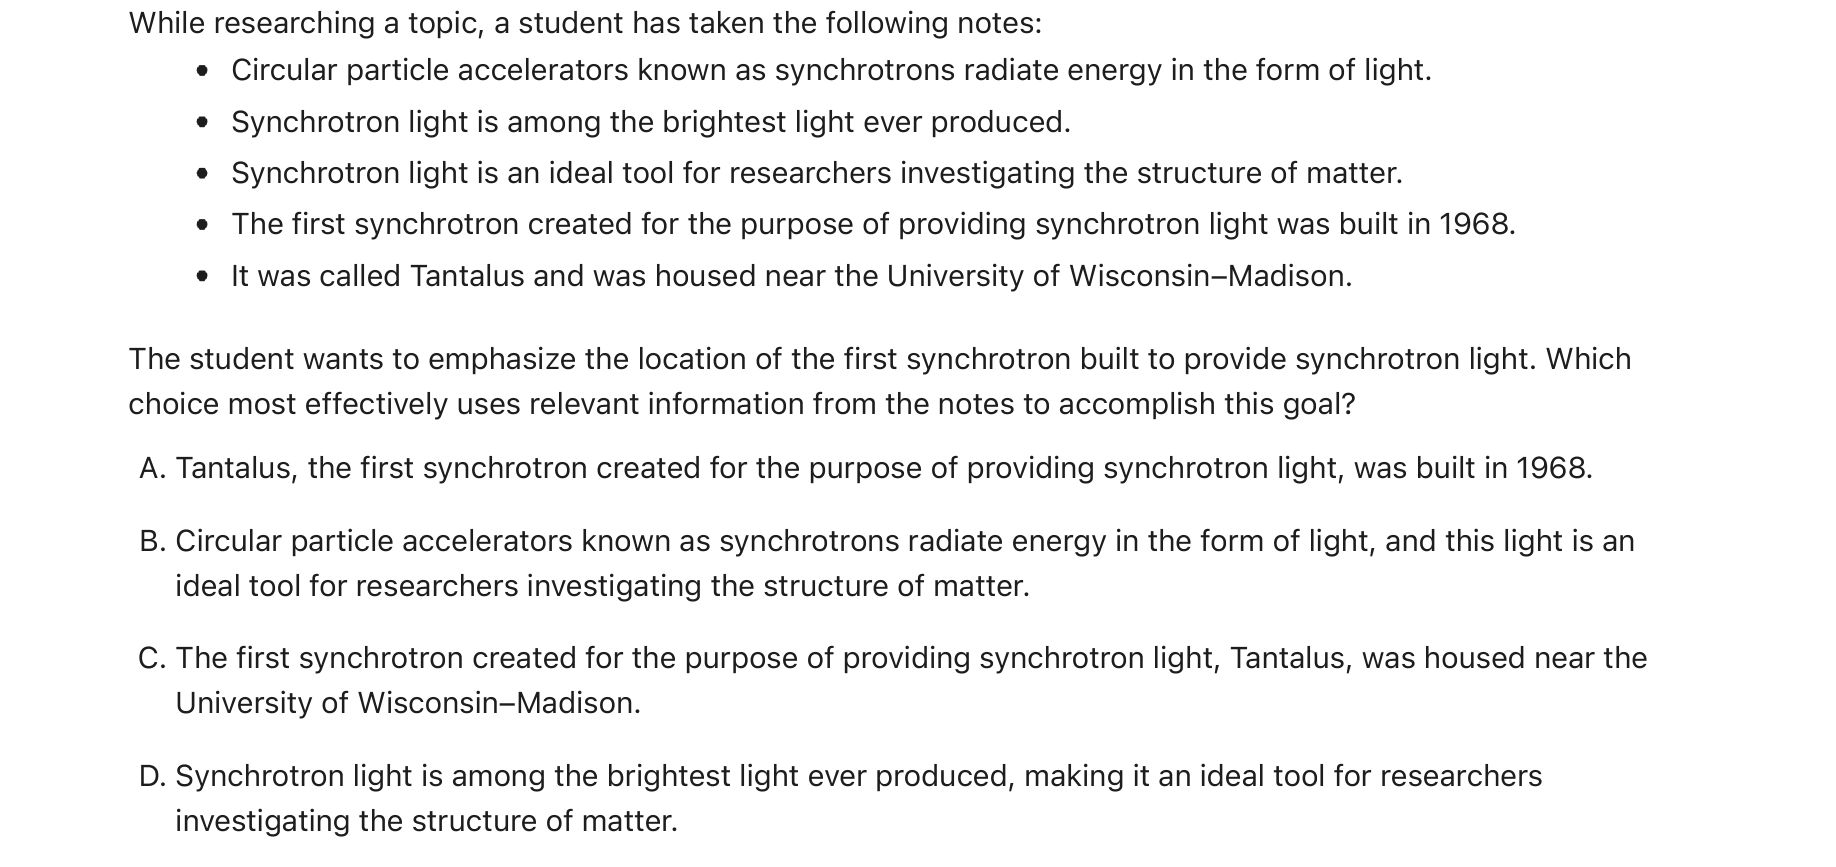 While researching a topic, a student has taken the following notes:
• Circular particle accelerators known as synchrotrons radiate energy in the form of light.
• Synchrotron light is among the brightest light ever produced.
• Synchrotron light is an ideal tool for researchers investigating the structure of matter.
• The first synchrotron created for the purpose of providing synchrotron light was built in 1968.
• It was called Tantalus and was housed near the University of Wisconsin–Madison.
The student wants to emphasize the location of the first synchrotron built to provide synchrotron light. Which
choice most effectively uses relevant information from the notes to accomplish this goal?
A. Tantalus, the first synchrotron created for the purpose of providing synchrotron light, was built in 1968.
B. Circular particle accelerators known as synchrotrons radiate energy in the form of light, and this light is an
ideal tool for researchers investigating the structure of matter.
C. The first synchrotron created for the purpose of providing synchrotron light, Tantalus, was housed near the
University of Wisconsin–Madison.
D. Synchrotron light is among the brightest light ever produced, making it an ideal tool for researchers
investigating the structure of matter.